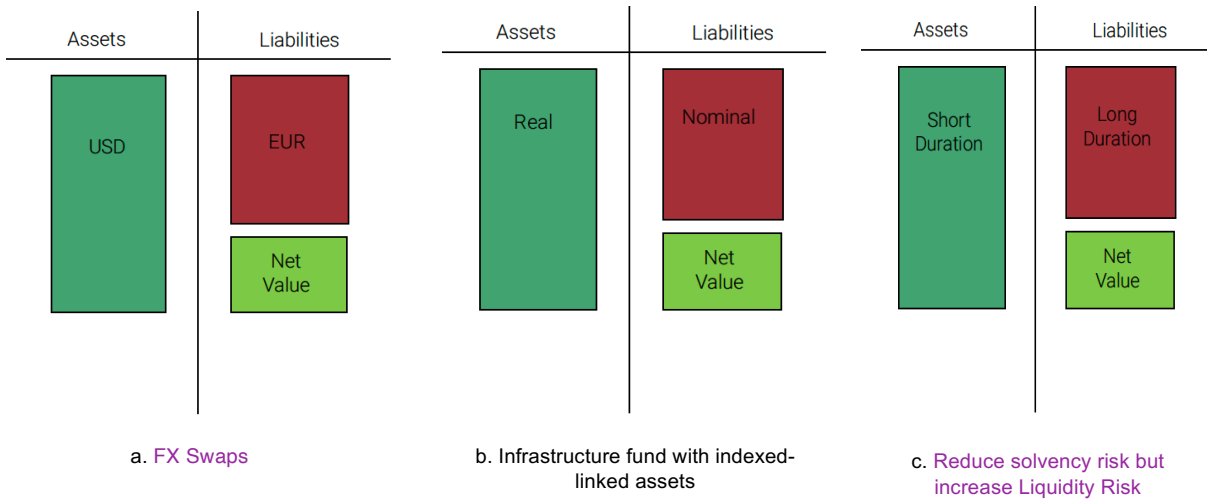 Assets Liabilities
USD
EUR
Net
Value
a. FX Swaps
Assets Liabilities
Real
Nominal
Net
Value
b. Infrastructure fund with indexed-
linked assets
Assets Liabilities
Short
Duration
Long
Duration
Net
Value
c. Reduce solvency risk but
increase Liquidity Risk